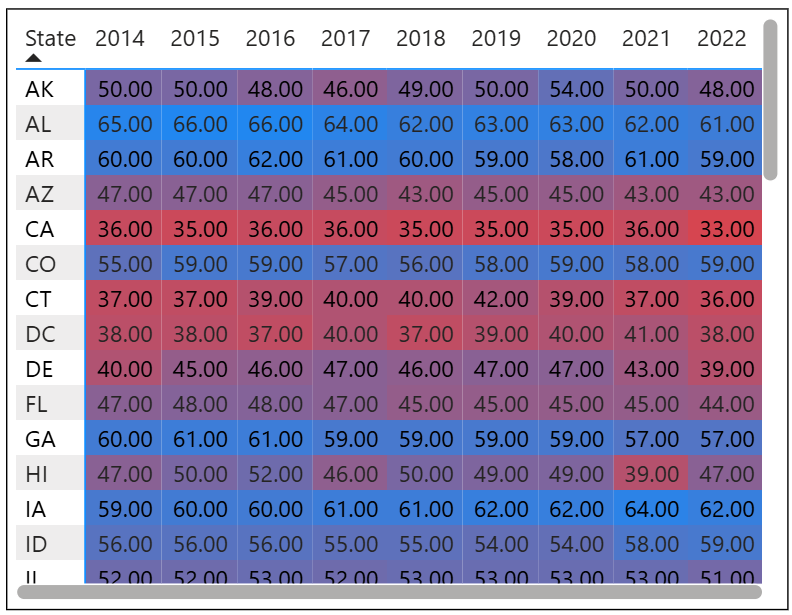 State 2014 2015 2016 2017 2018 2019 2020 2021 2022
AK 50.00 50.00 48.00 46.00 49.00 50.00 54.00 50.00 48.00
AL 65.00 66.00 66.00 64.00 62.00 63.00 63.00 62.00 61.00
AR 60.00 60.00 62.00 61.00 60.00 59.00 58.00 61.00 59.00
AZ 47.00 47.00 47.00 45.00 43.00 45.00 45.00 43.00 43.00
CA 36.00 35.00 36.00 36.00 35.00 35.00 35.00 36.00 33.00
CO 55.00 59.00 59.00 57.00 56.00 58.00 59.00 58.00 59.00
CT 37.00 37.00 39.00 40.00 40.00 42.00 39.00 37.00 36.00
DC 38.00 38.00 37.00 40.00 37.00 39.00 40.00 41.00 38.00
DE 40.00 45.00 46.00 47.00 46.00 47.00 47.00 43.00 39.00
FL 47.00 48.00 48.00 47.00 45.00 45.00 45.00 45.00 44.00
GA 60.00 61.00 61.00 59.00 59.00 59.00 59.00 57.00 57.00
HI 47.00 50.00 52.00 46.00 50.00 49.00 49.00 39.00 47.00
IA 59.00 60.00 60.00 61.00 61.00 62.00 62.00 64.00 62.00
ID 56.00 56.00 56.00 55.00 55.00 54.00 54.00 58.00 59.00
IL 52.00 52.00 53.00 52.00 53.00 53.00 53.00 53.00 51.00